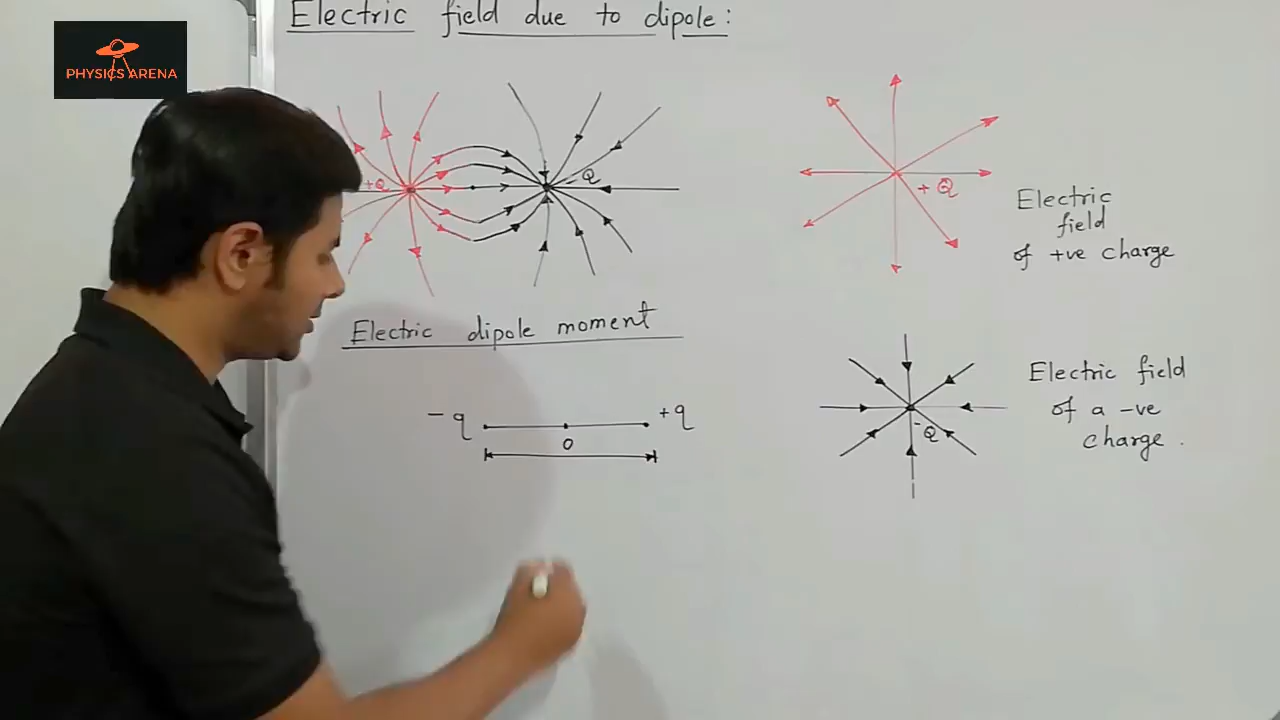 Electric field due to dipole:
PHYSICS ARENA
+Q
-Q
+Q
Electric
field
of +ve charge
Electric dipole moment
-q
+q
O
-Q
Electric field
of a -ve
charge.